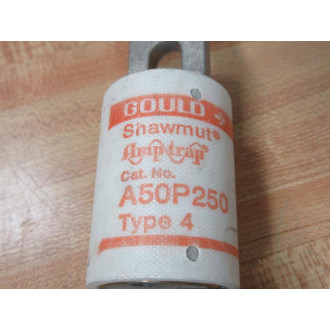 GOULD
Shawmut®
Amp-trap®
Cat. No.
A50P250
Type 4